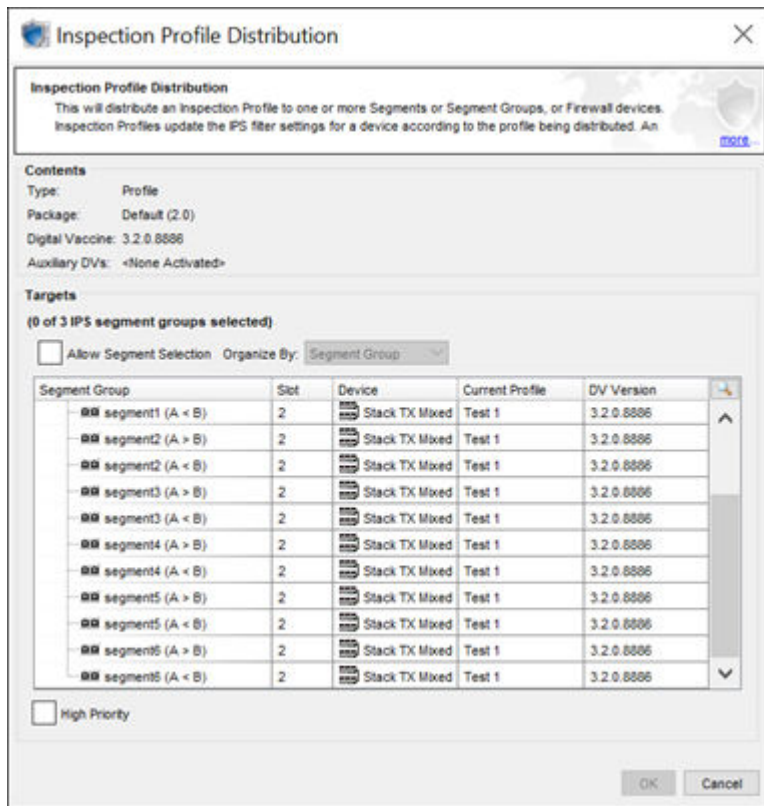 Inspection Profile Distribution
Inspection Profile Distribution
This will distribute an Inspection Profile to one or more Segments or Segment Groups, or Firewall devices.
Inspection Profiles update the IPS filter settings for a device according to the profile being distributed. An
more...
Contents
Type: Profile
Package: Default (2.0)
Digital Vaccine: 3.2.0.8886
Auxiliary DVs: <None Activated>
Targets
(0 of 3 IPS segment groups selected)
Allow Segment Selection Organize By: Segment Group
Segment Group Slot Device Current Profile DV Version
segment1 (A < B) 2 Stack TX Mixed Test 1 3.2.0.8886
segment2 (A > B) 2 Stack TX Mixed Test 1 3.2.0.8886
segment2 (A < B) 2 Stack TX Mixed Test 1 3.2.0.8886
segment3 (A > B) 2 Stack TX Mixed Test 1 3.2.0.8886
segment3 (A < B) 2 Stack TX Mixed Test 1 3.2.0.8886
segment4 (A > B) 2 Stack TX Mixed Test 1 3.2.0.8886
segment4 (A < B) 2 Stack TX Mixed Test 1 3.2.0.8886
segment5 (A > B) 2 Stack TX Mixed Test 1 3.2.0.8886
segment5 (A < B) 2 Stack TX Mixed Test 1 3.2.0.8886
segment6 (A > B) 2 Stack TX Mixed Test 1 3.2.0.8886
segment6 (A < B) 2 Stack TX Mixed Test 1 3.2.0.8886
High Priority
OK Cancel